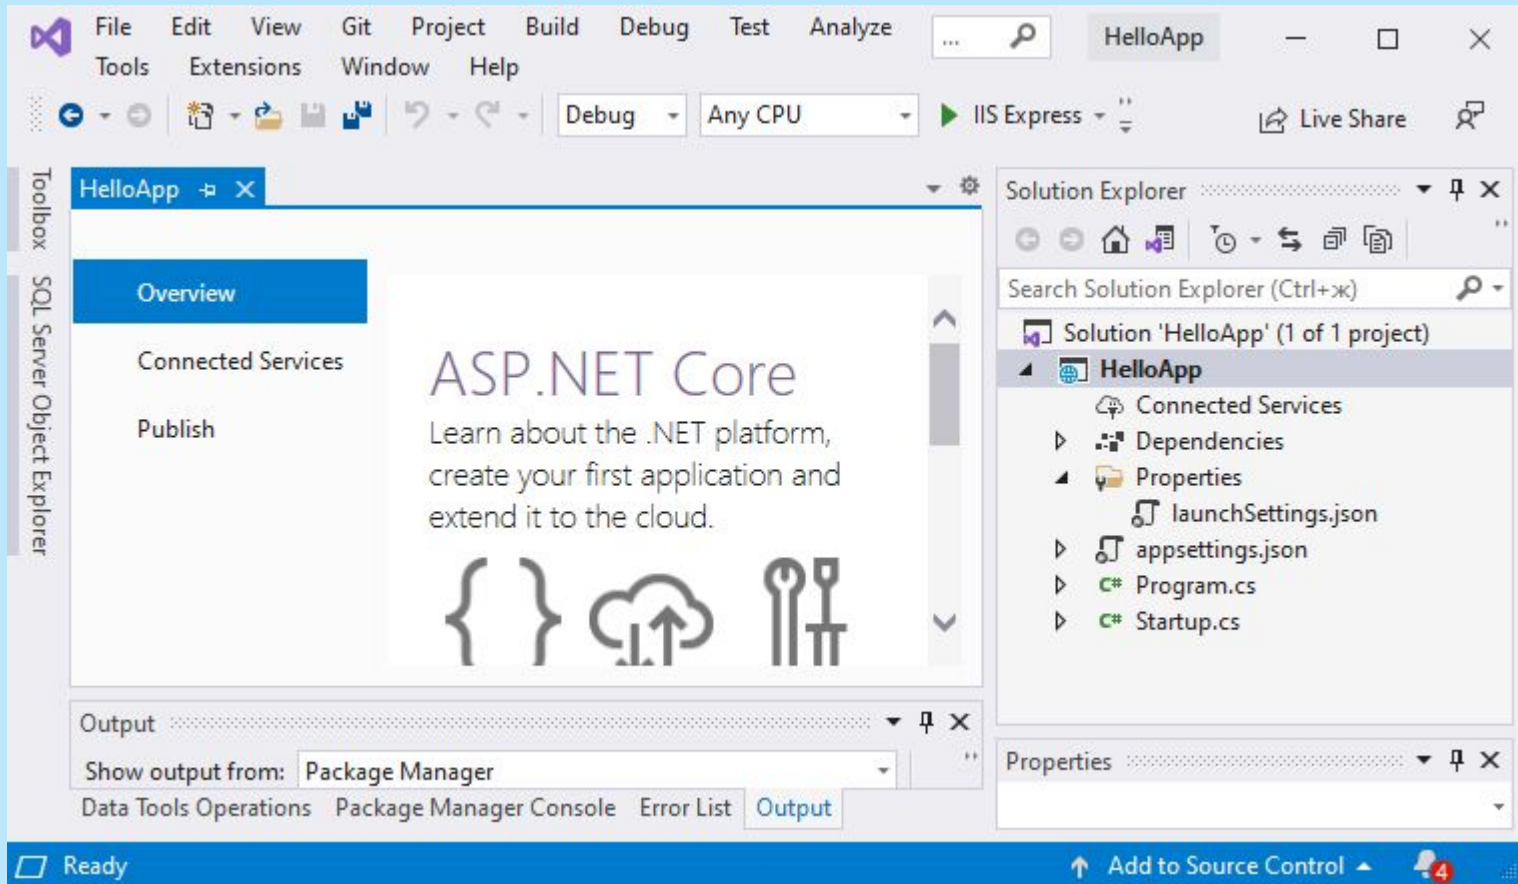 File Edit View Git Project Build Debug Test Analyze ... HelloApp
Tools Extensions Window Help
Debug Any CPU IIS Express Live Share
Toolbox
SQL Server Object Explorer
HelloApp
Overview
Connected Services
Publish
ASP.NET Core
Learn about the .NET platform,
create your first application and
extend it to the cloud.
Output
Show output from: Package Manager
Data Tools Operations Package Manager Console Error List Output
Solution Explorer
Search Solution Explorer (Ctrl+ж)
Solution 'HelloApp' (1 of 1 project)
HelloApp
Connected Services
Dependencies
Properties
launchSettings.json
appsettings.json
C# Program.cs
C# Startup.cs
Properties
Ready Add to Source Control 4